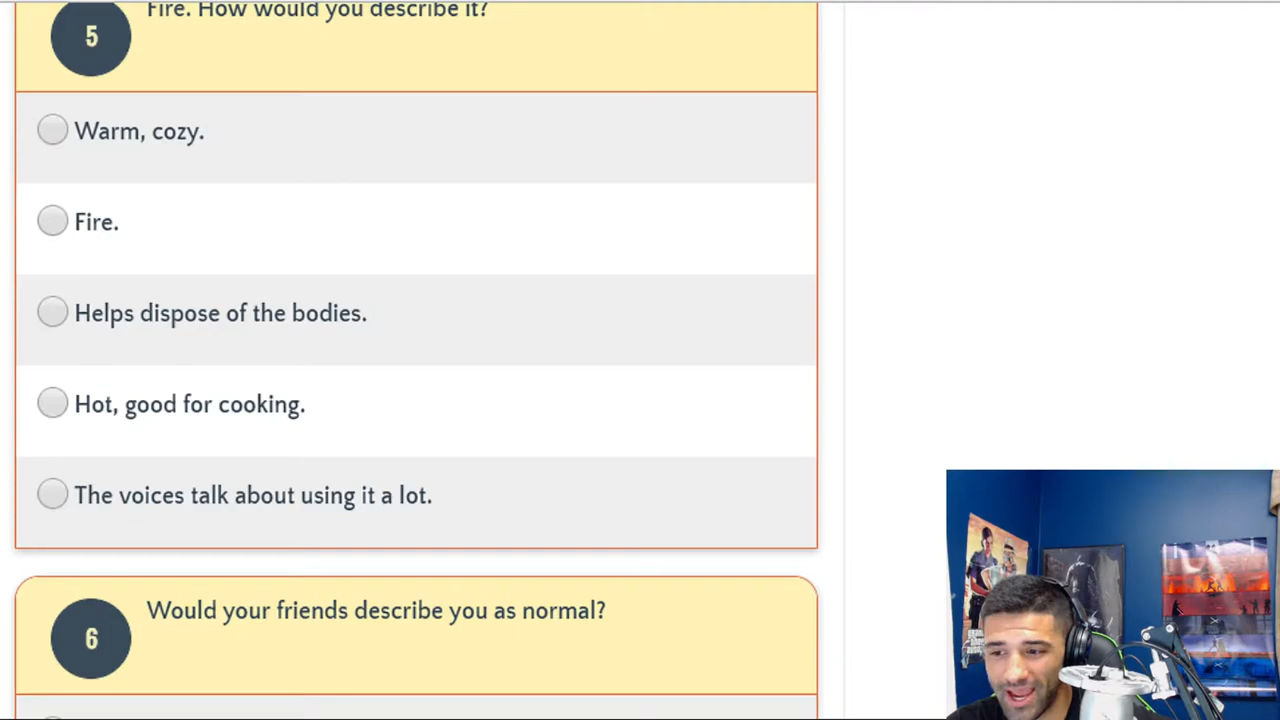 Fire. How would you describe it?
5
Warm, cozy.
Fire.
Helps dispose of the bodies.
Hot, good for cooking.
The voices talk about using it a lot.
Would your friends describe you as normal?
6